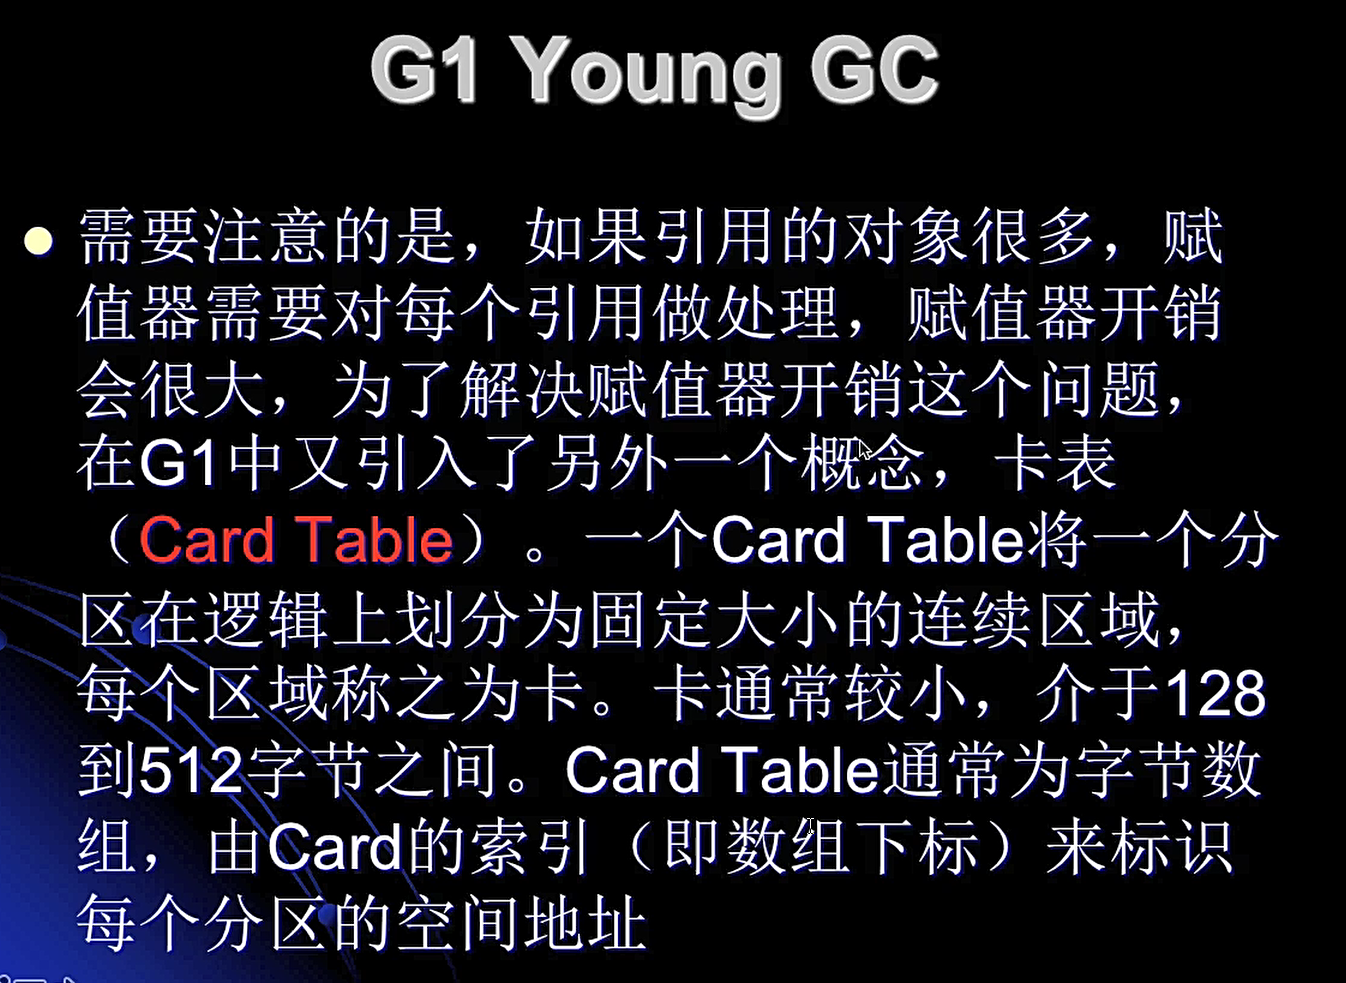 G1 Young GC
需要注意的是，如果引用的对象很多，赋
值器需要对每个引用做处理，赋值器开销
会很大，为了解决赋值器开销这个问题，
在G1中又引入了另外一个概念，卡表
（Card Table）。一个Card Table将一个分
区在逻辑上划分为固定大小的连续区域，
每个区域称之为卡。卡通常较小，介于128
到512字节之间。Card Table通常为字节数
组，由Card的索引（即数组下标）来标识
每个分区的空间地址